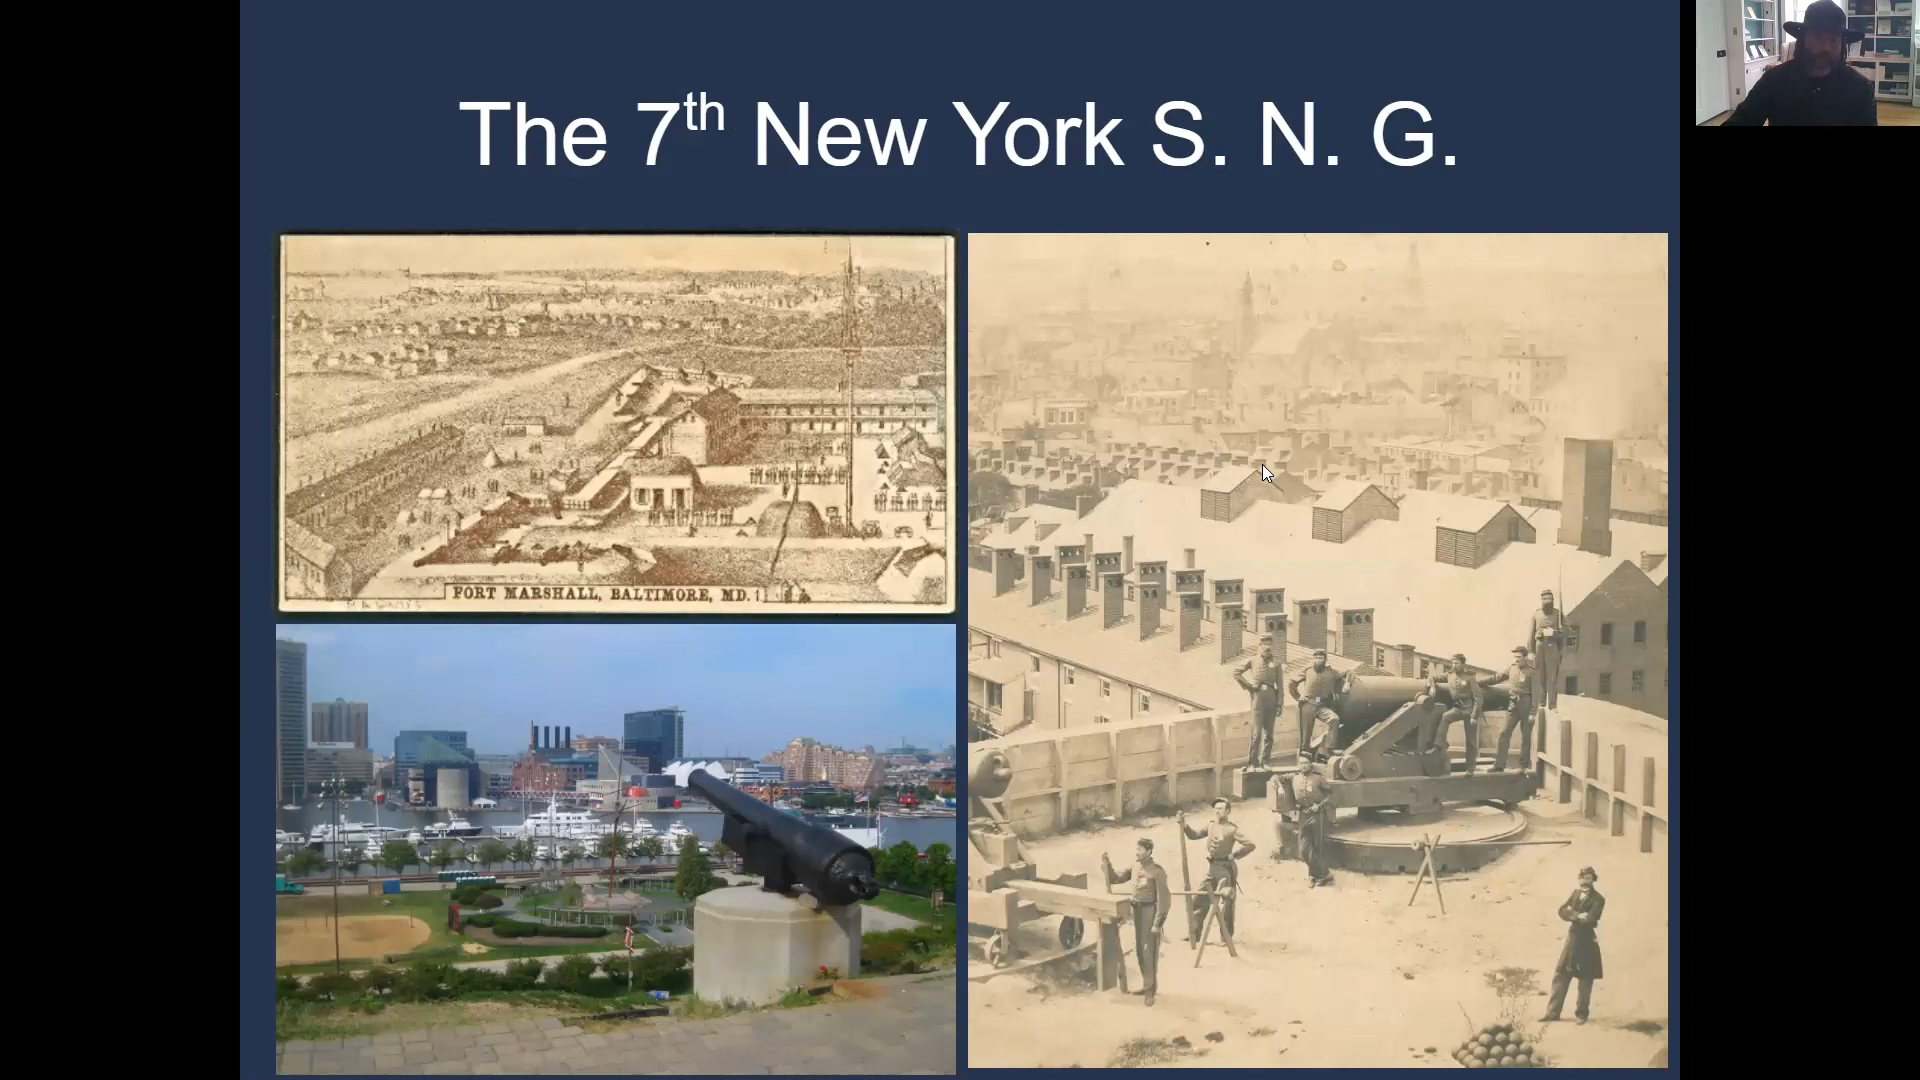 The 7th New York S. N. G.
FORT MARSHALL, BALTIMORE, MD.